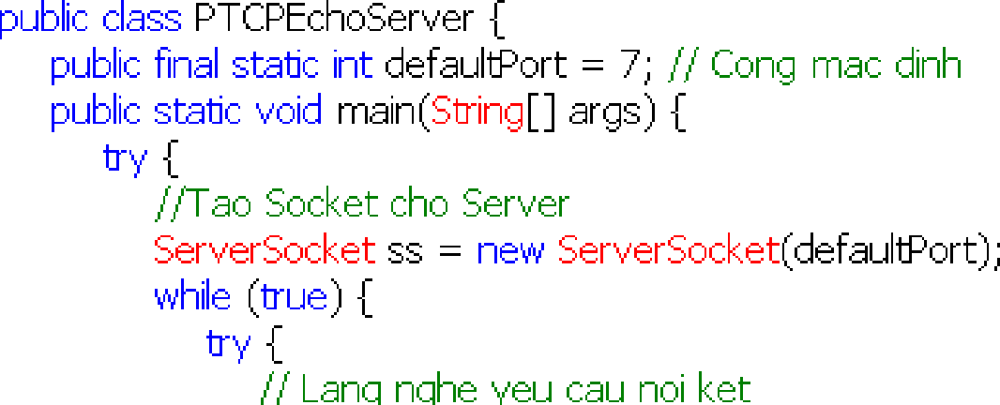 public class PTCPEchoServer {
public final static int defaultPort = 7; // Cong mac dinh
public static void main(String[] args) {
try {
//Tao Socket cho Server
ServerSocket ss = new ServerSocket(defaultPort);
while (true) {
try {
// Lang nghe yeu cau noi ket